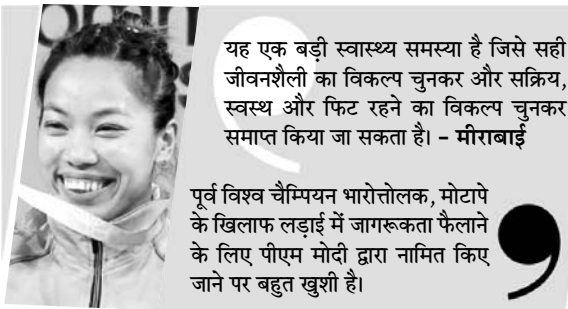 यह एक बड़ी स्वास्थ्य समस्या है जिसे सही
जीवनशैली का विकल्प चुनकर और सक्रिय,
स्वस्थ और फिट रहने का विकल्प चुनकर
समाप्त किया जा सकता है। – मीराबाई
पूर्व विश्व चैम्पियन भारोत्तोलक, मोटापे
के खिलाफ लड़ाई में जागरूकता फैलाने
के लिए पीएम मोदी द्वारा नामित किए
जाने पर बहुत खुशी है।